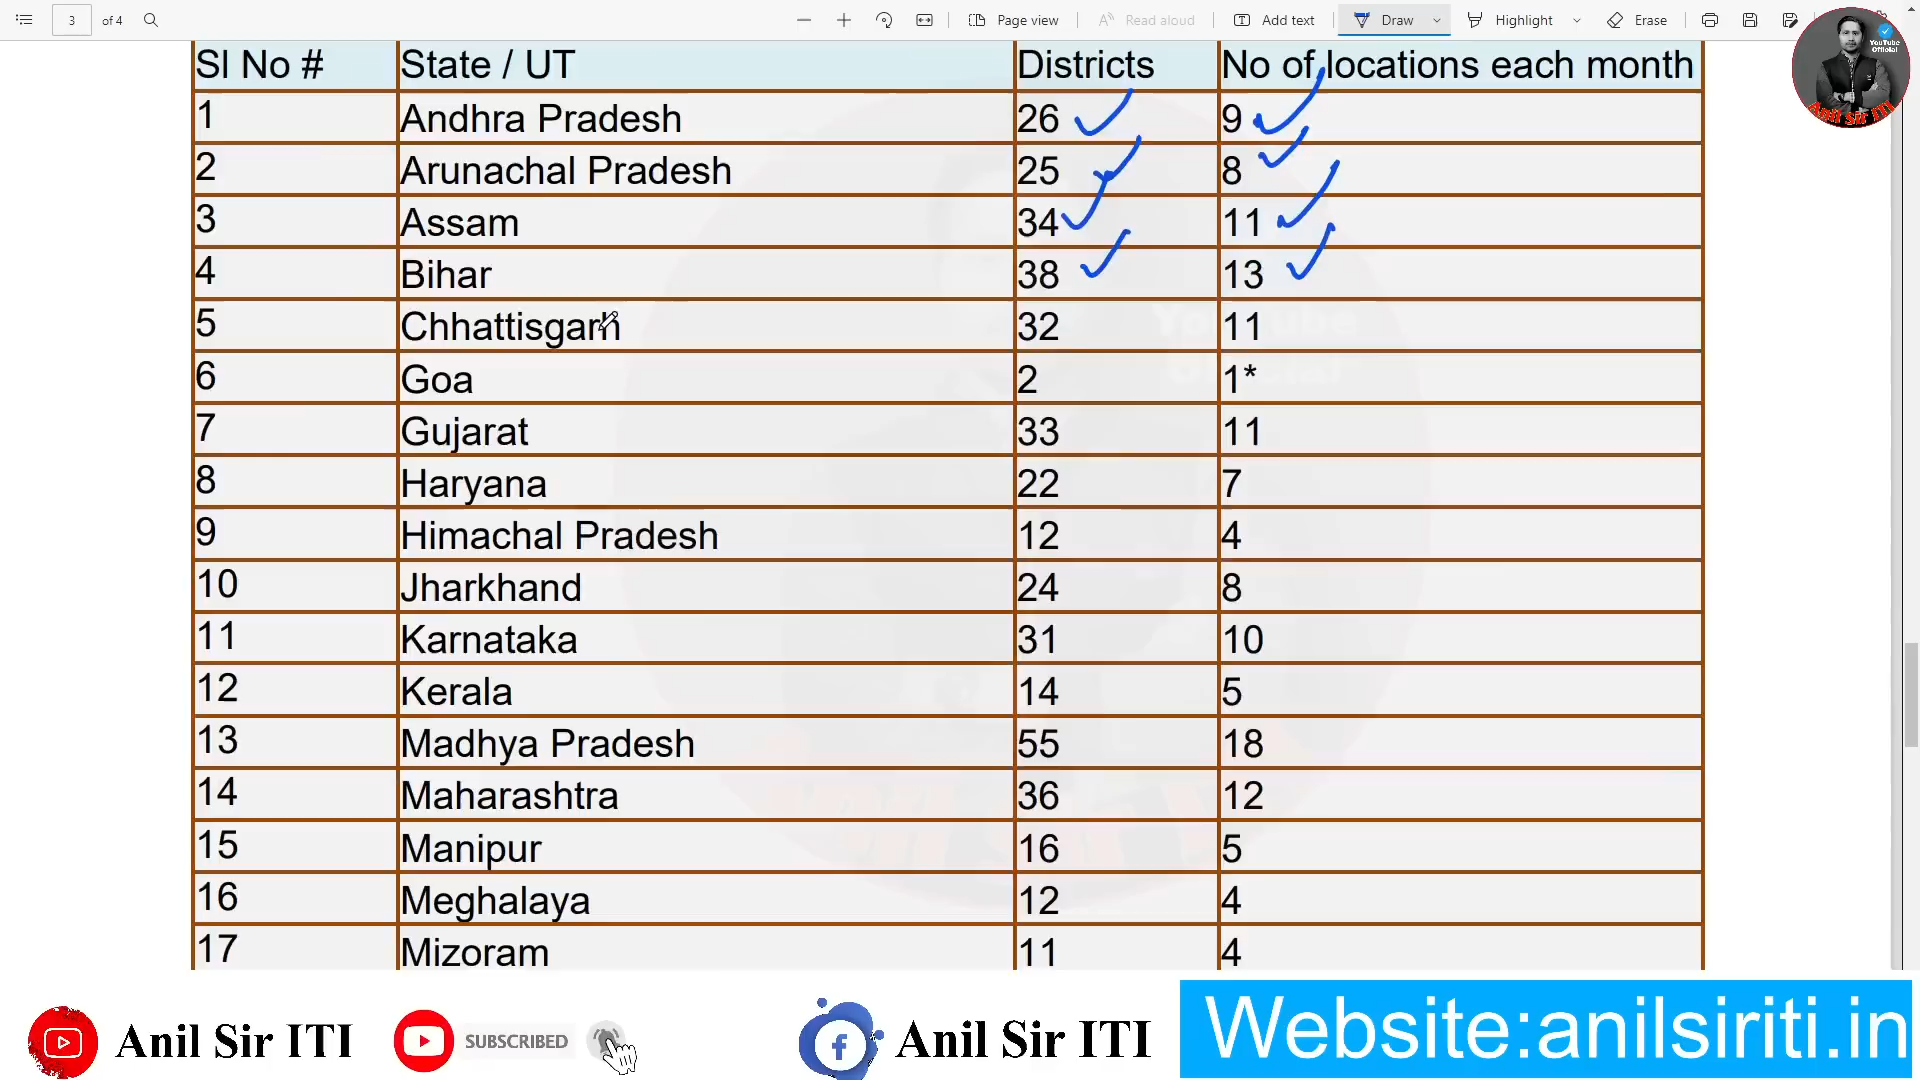 3 of 4 Page view Read aloud Add text Draw Highlight Erase
YouTube
Official
Anil Sir ITI
Sl No # State / UT Districts No of locations each month
1 Andhra Pradesh 26 9
2 Arunachal Pradesh 25 8
3 Assam 34 11
4 Bihar 38 13
5 Chhattisgarh 32 11
6 Goa 2 1*
7 Gujarat 33 11
8 Haryana 22 7
9 Himachal Pradesh 12 4
10 Jharkhand 24 8
11 Karnataka 31 10
12 Kerala 14 5
13 Madhya Pradesh 55 18
14 Maharashtra 36 12
15 Manipur 16 5
16 Meghalaya 12 4
17 Mizoram 11 4
Anil Sir ITI SUBSCRIBED Anil Sir ITI Website:anilsiriti.in